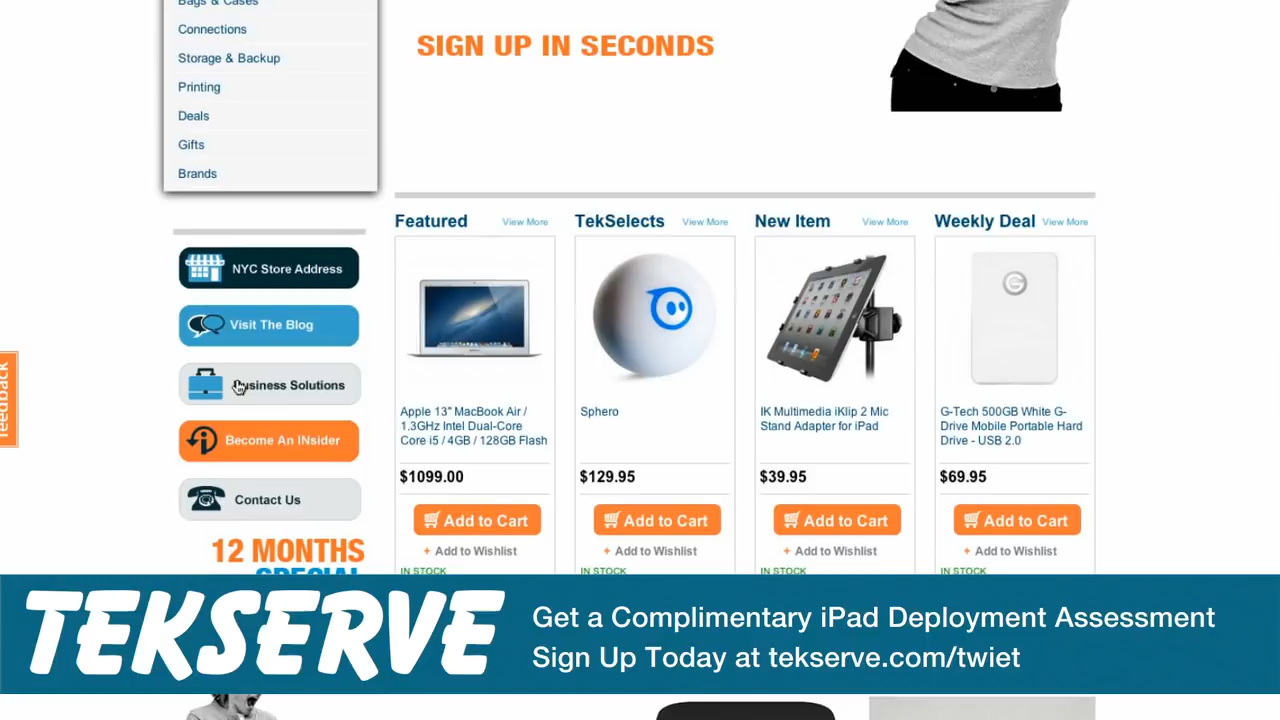 Bags & Cases
Connections
Storage & Backup
Printing
Deals
Gifts
Brands
SIGN UP IN SECONDS
NYC Store Address
Visit The Blog
Business Solutions
Become An INsider
Contact Us
12 MONTHS
SPECIAL
feedback
Featured View More
Apple 13" MacBook Air /
1.3GHz Intel Dual-Core
Core i5 / 4GB / 128GB Flash
$1099.00
Add to Cart
+ Add to Wishlist
IN STOCK
TekSelects View More
Sphero
$129.95
Add to Cart
+ Add to Wishlist
IN STOCK
New Item View More
IK Multimedia iKlip 2 Mic
Stand Adapter for iPad
$39.95
Add to Cart
+ Add to Wishlist
IN STOCK
Weekly Deal View More
G
G-Tech 500GB White G-
Drive Mobile Portable Hard
Drive - USB 2.0
$69.95
Add to Cart
+ Add to Wishlist
IN STOCK
TEKSERVE
Get a Complimentary iPad Deployment Assessment
Sign Up Today at tekserve.com/twiet